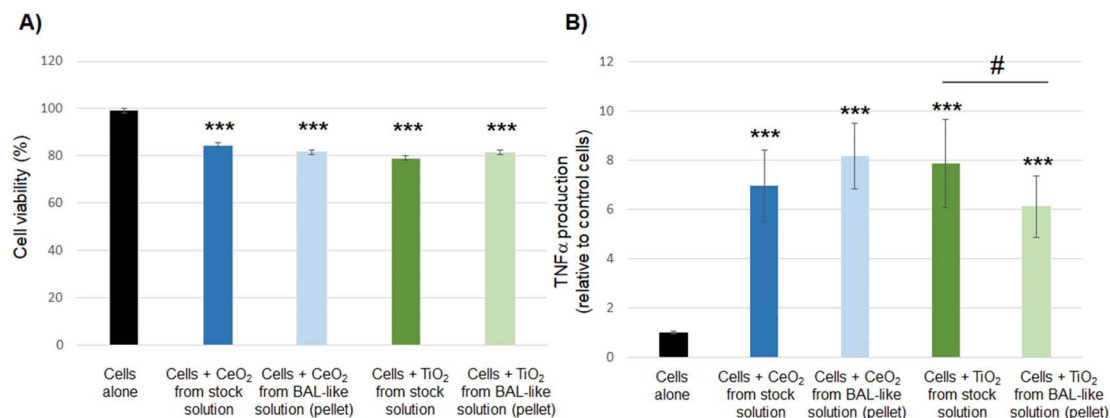 A)
Cell viability (%)
120
100
80
60
40
20
0
***
***
***
***
Cells
alone
Cells + CeO₂
from stock
solution
Cells + CeO₂
from BAL-like
solution (pellet)
Cells + TiO₂
from stock
solution
Cells + TiO₂
from BAL-like
solution (pellet)
B)
TNFα production
(relative to control cells)
12
10
8
6
4
2
0
***
***
***
#
***
Cells
alone
Cells + CeO₂
from stock
solution
Cells + CeO₂
from BAL-like
solution (pellet)
Cells + TiO₂
from stock
solution
Cells + TiO₂
from BAL-like
solution (pellet)